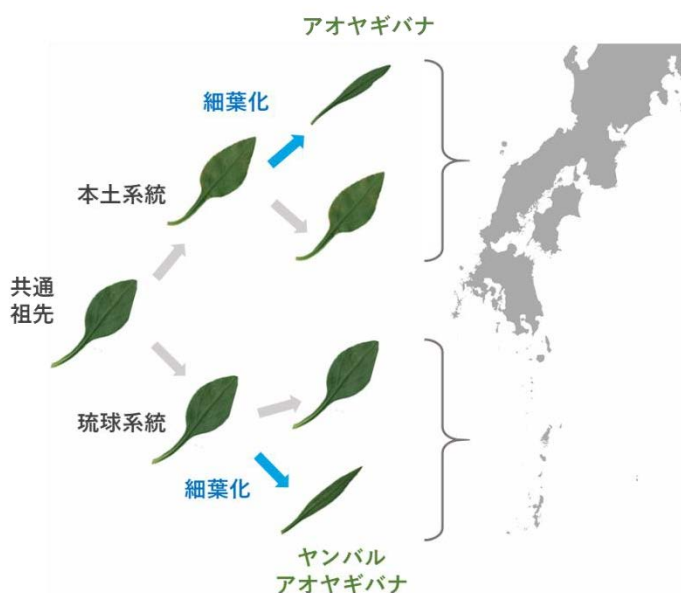 アオヤギバナ
細葉化
本土系統
共通
祖先
琉球系統
細葉化
ヤンバル
アオヤギバナ